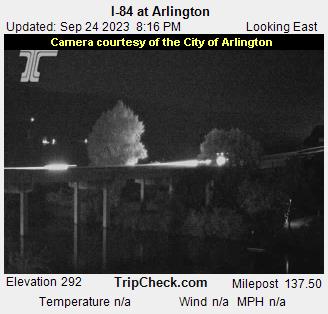 I-84 at Arlington
Updated: Sep 24 2023 8:16 PM Looking East
Camera courtesy of the City of Arlington
Elevation 292 TripCheck.com Milepost 137.50
Temperature n/a Wind n/a MPH n/a